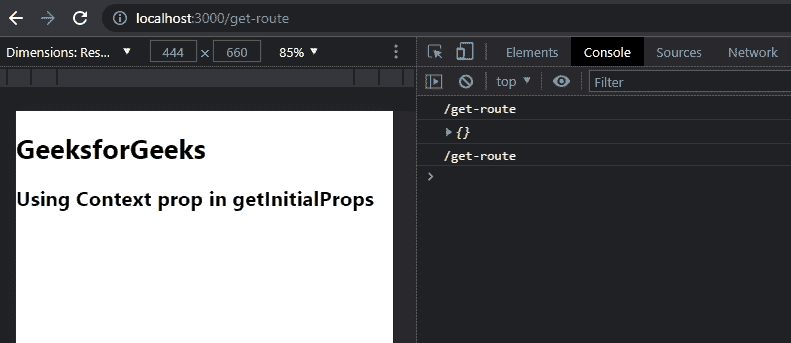 localhost:3000/get-route
Dimensions: Res... ▼ 444 × 660 85% ▼
Elements Console Sources Network
top ▼ Filter
/get-route
▶ {}
/get-route
>
GeeksforGeeks
Using Context prop in getInitialProps